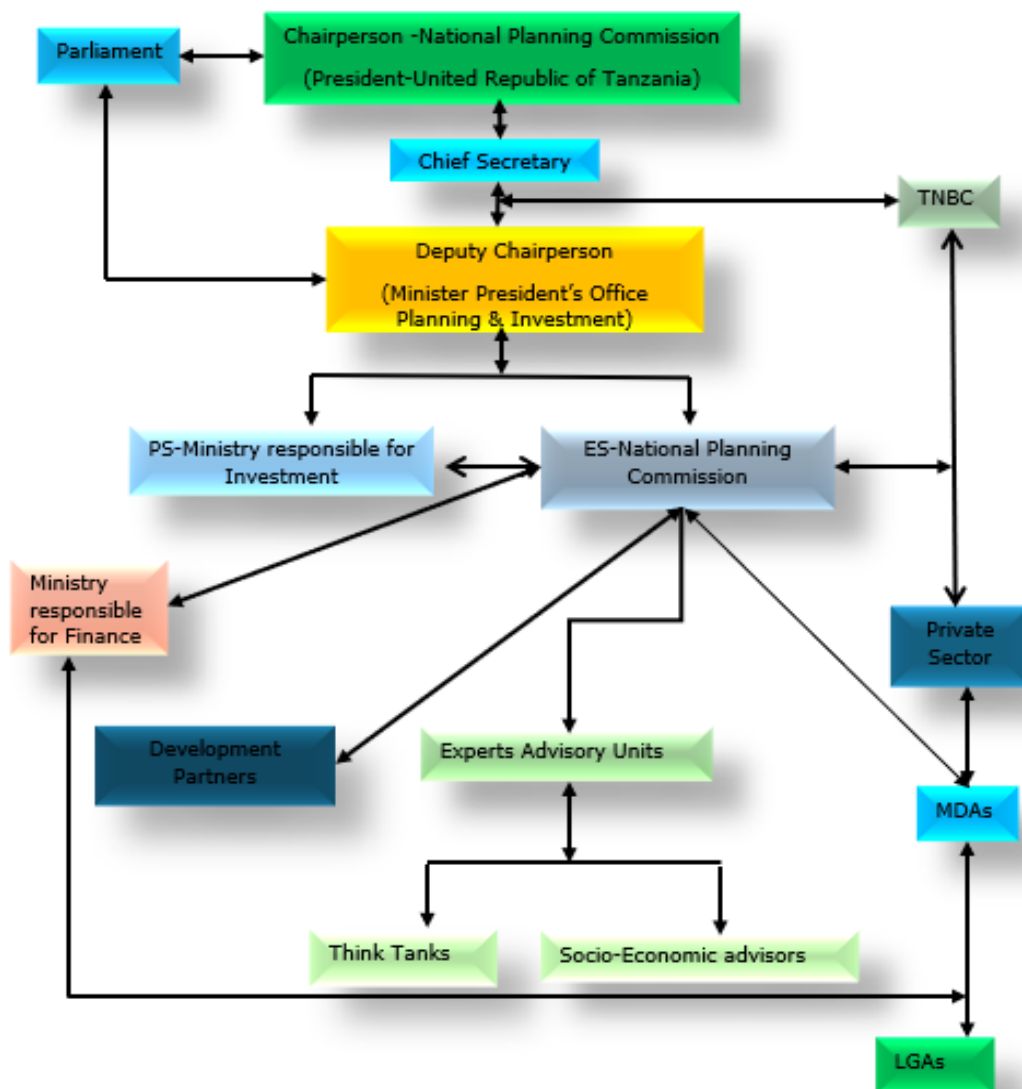 Parliament
Chairperson -National Planning Commission
(President-United Republic of Tanzania)
Chief Secretary
TNBC
Deputy Chairperson
(Minister President's Office
Planning & Investment)
PS-Ministry responsible for
Investment
ES-National Planning
Commission
Ministry
responsible
for Finance
Private
Sector
Development
Partners
Experts Advisory Units
MDAs
Think Tanks
Socio-Economic advisors
LGAs